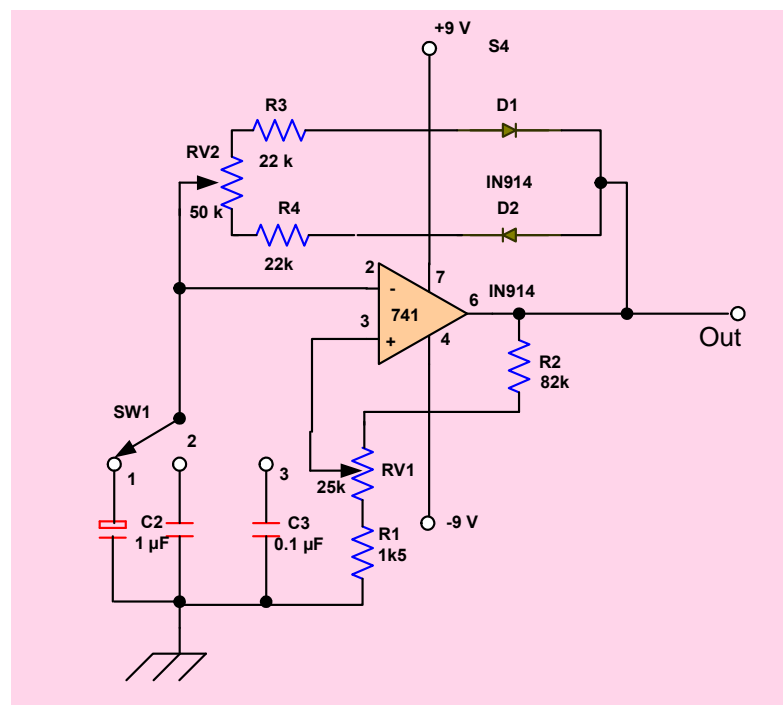 +9 V
S4
R3
D1
RV2
22 k
IN914
50 k
R4
D2
22k
2
7
-
IN914
6
741
3
+
4
Out
R2
82k
SW1
2
RV1
1
3
25k
C2
1 µF
C3
0.1 µF
-9 V
R1
1k5